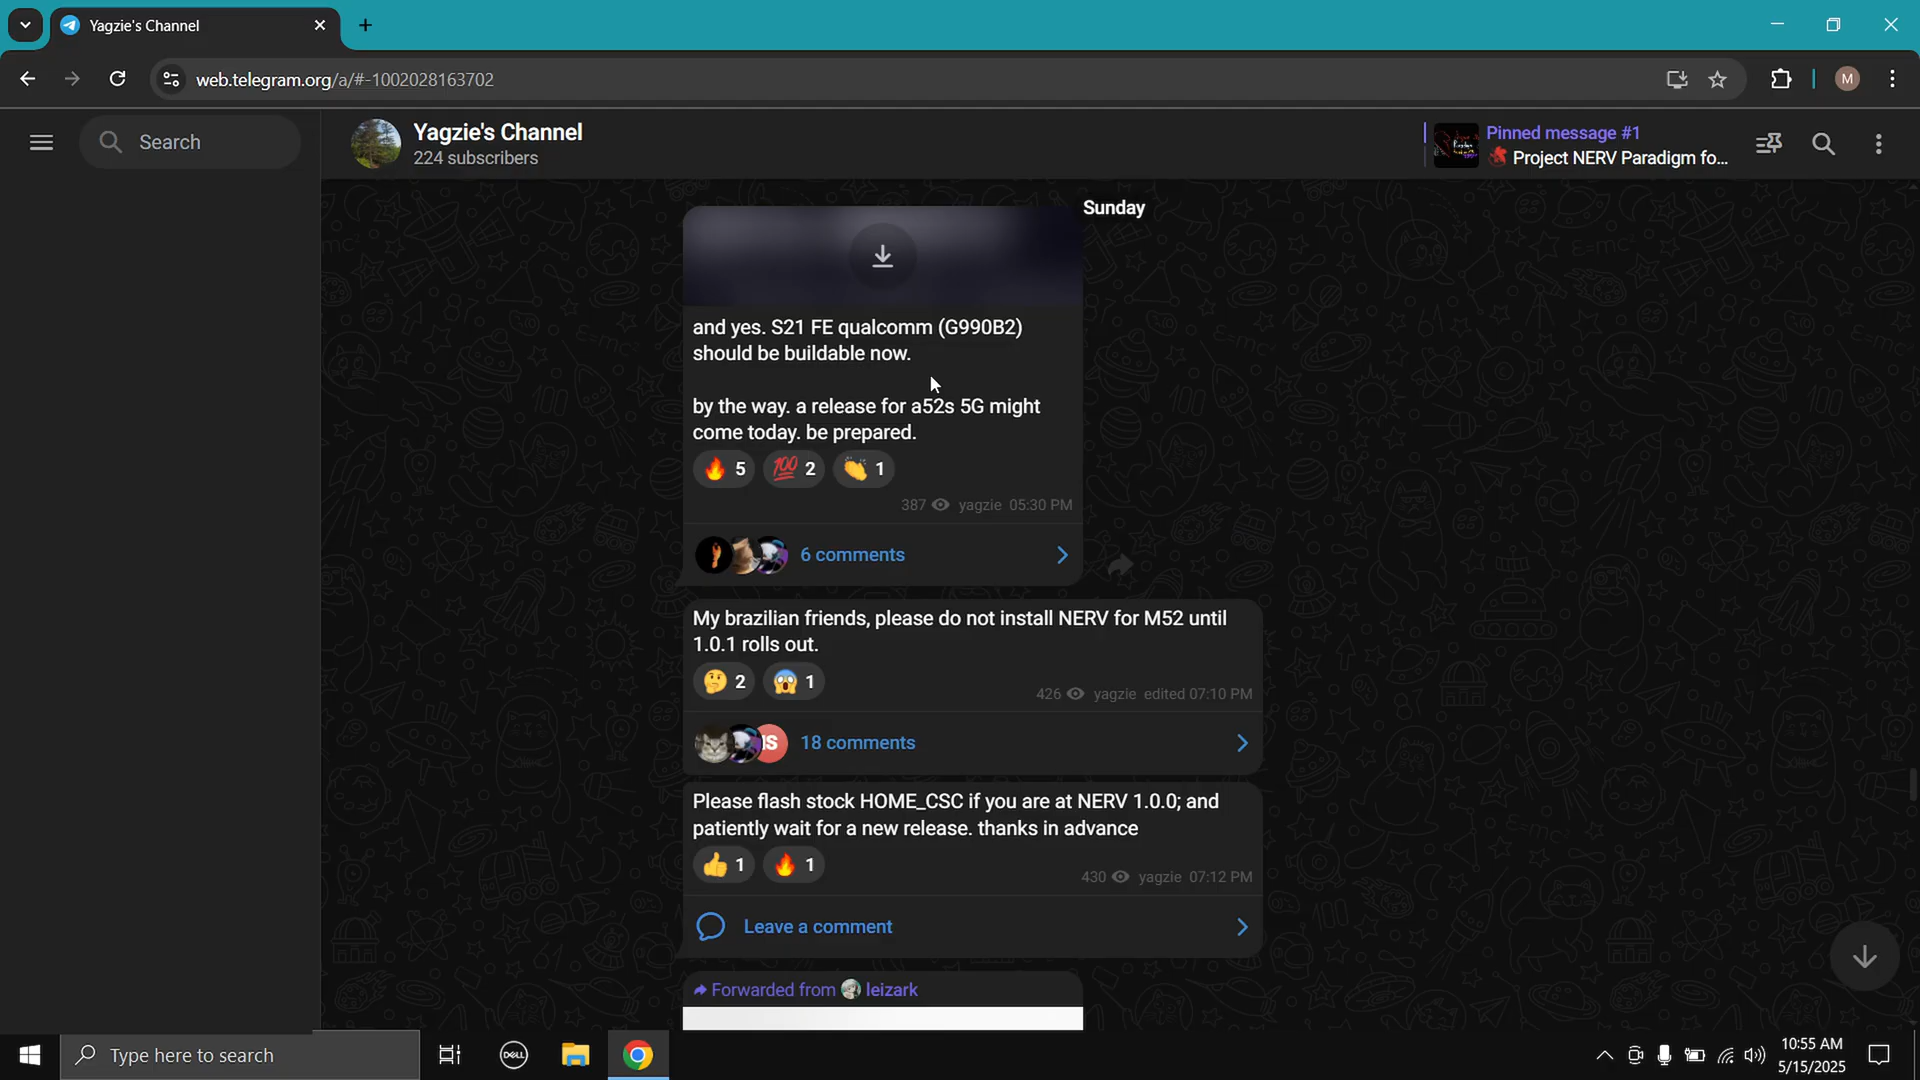 Yagzie's Channel
web.telegram.org/a/#-1002028163702
M
Search
Yagzie's Channel
224 subscribers
Pinned message #1
Project NERV Paradigm fo...
Sunday
and yes. S21 FE qualcomm (G990B2)
should be buildable now.
by the way. a release for a52s 5G might
come today. be prepared.
🔥 5 💯 2 👏 1
387 yagzie 05:30 PM
6 comments
My brazilian friends, please do not install NERV for M52 until
1.0.1 rolls out.
🤔 2 😱 1
426 yagzie edited 07:10 PM
S
18 comments
Please flash stock HOME_CSC if you are at NERV 1.0.0; and
patiently wait for a new release. thanks in advance
👍 1 🔥 1
430 yagzie 07:12 PM
Leave a comment
Forwarded from leizark
Type here to search
DELL
10:55 AM
5/15/2025